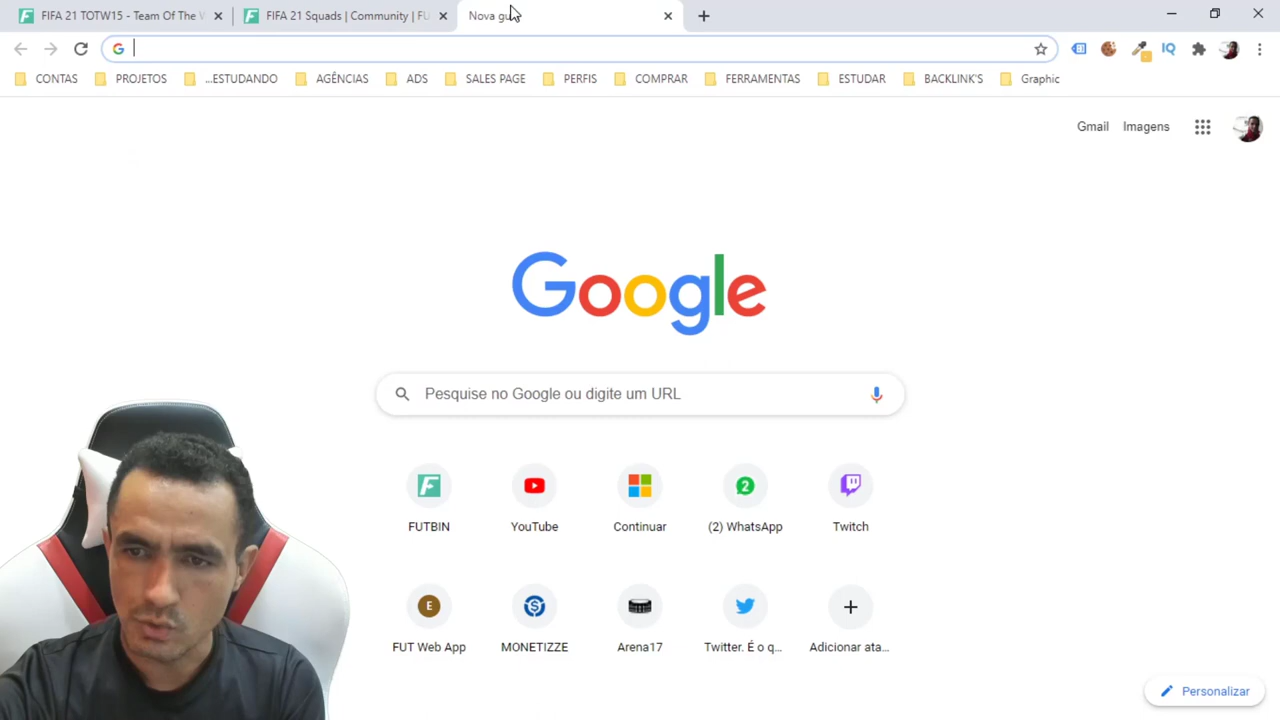 FIFA 21 TOTW15 - Team Of The W
FIFA 21 Squads | Community | FU
Nova gu
CONTAS
PROJETOS
...ESTUDANDO
AGÊNCIAS
ADS
SALES PAGE
PERFIS
COMPRAR
FERRAMENTAS
ESTUDAR
BACKLINK'S
Graphic
Gmail
Imagens
Google
Pesquise no Google ou digite um URL
FUTBIN
YouTube
Continuar
(2) WhatsApp
Twitch
FUT Web App
MONETIZZE
Arena17
Twitter. É o q...
Adicionar ata...
Personalizar